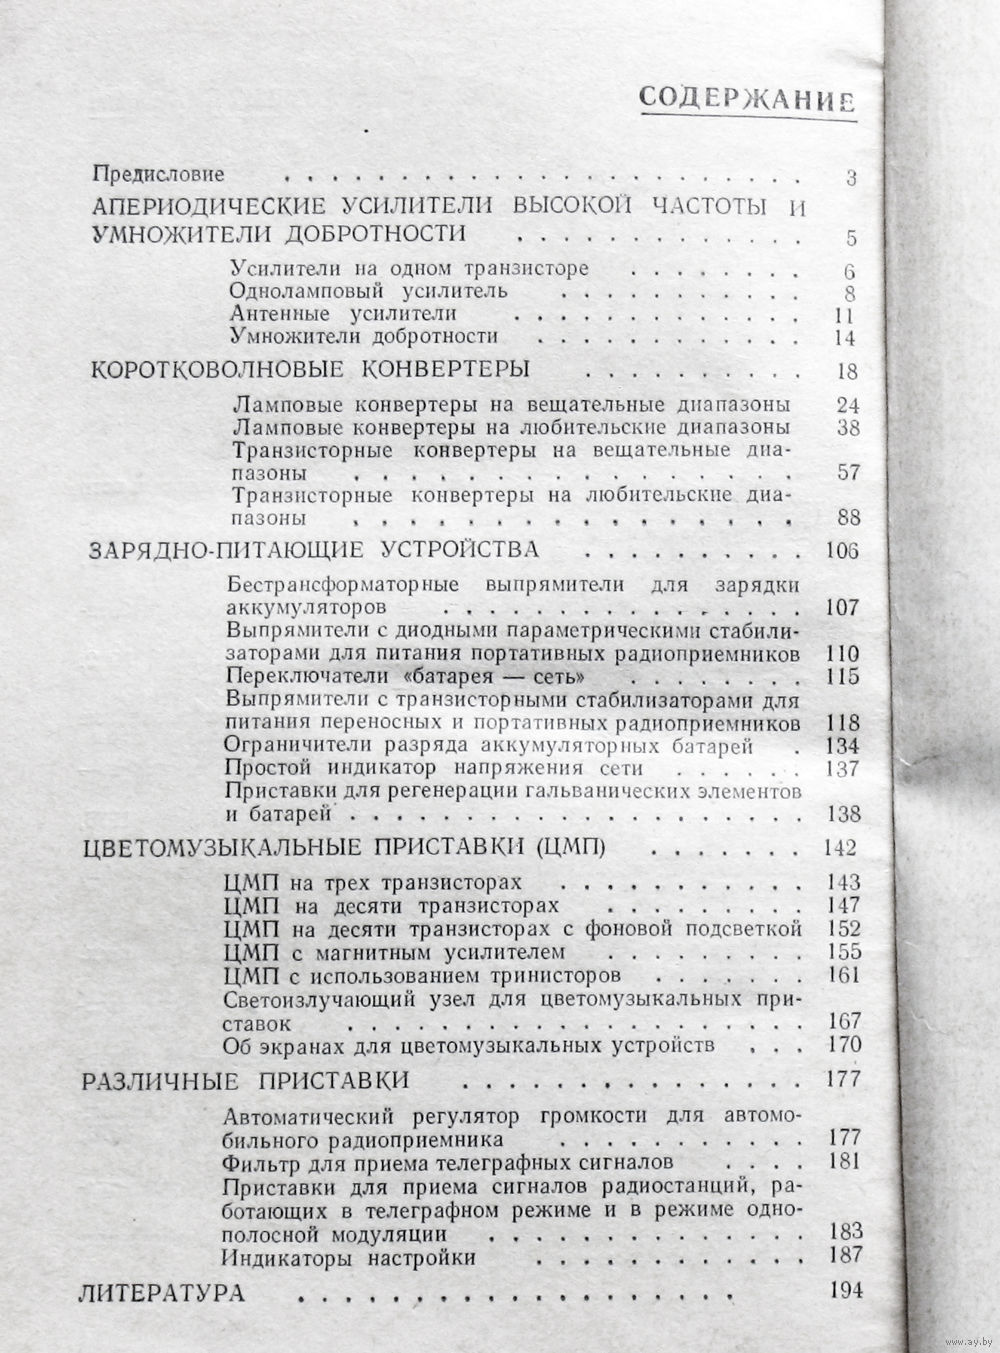 СОДЕРЖАНИЕ
Предисловие . . . . . . . . . . . . . . . . . . . . . . 3
АПЕРИОДИЧЕСКИЕ УСИЛИТЕЛИ ВЫСОКОЙ ЧАСТОТЫ И
УМНОЖИТЕЛИ ДОБРОТНОСТИ . . . . . . . . . . . . 5
Усилители на одном транзисторе . . . . . . . . 6
Одноламповый усилитель . . . . . . . . . . . 8
Антенные усилители . . . . . . . . . . . . . 11
Умножители добротности . . . . . . . . . . . . 14
КОРОТКОВОЛНОВЫЕ КОНВЕРТЕРЫ . . . . . . . . . . 18
Ламповые конвертеры на вещательные диапазоны 24
Ламповые конвертеры на любительские диапазоны 38
Транзисторные конвертеры на вещательные диа-
пазоны . . . . . . . . . . . . . . . . 57
Транзисторные конвертеры на любительские диа-
пазоны . . . . . . . . . . . . . . . . 88
ЗАРЯДНО-ПИТАЮЩИЕ УСТРОЙСТВА . . . . . . . . . . 106
Бестрансформаторные выпрямители для зарядки
аккумуляторов . . . . . . . . . . . . . . . 107
Выпрямители с диодными параметрическими стабили-
заторами для питания портативных радиоприемников 110
Переключатели «батарея — сеть» . . . . . . . . 115
Выпрямители с транзисторными стабилизаторами для
питания переносных и портативных радиоприемников 118
Ограничители разряда аккумуляторных батарей . 134
Простой индикатор напряжения сети . . . . . . 137
Приставки для регенерации гальванических элементов
и батарей . . . . . . . . . . . . . . . . . . 138
ЦВЕТОМУЗЫКАЛЬНЫЕ ПРИСТАВКИ (ЦМП) . . . . . . . 142
ЦМП на трех транзисторах . . . . . . . . . . . 143
ЦМП на десяти транзисторах . . . . . . . . . 147
ЦМП на десяти транзисторах с фоновой подсветкой 152
ЦМП с магнитным усилителем . . . . . . . . . 155
ЦМП с использованием тринисторов . . . . . . . 161
Светоизлучающий узел для цветомузыкальных при-
ставок . . . . . . . . . . . . . . . . . . 167
Об экранах для цветомузыкальных устройств . . . 170
РАЗЛИЧНЫЕ ПРИСТАВКИ . . . . . . . . . . . . . . . 177
Автоматический регулятор громкости для автомо-
бильного радиоприемника . . . . . . . . . . . 177
Фильтр для приема телеграфных сигналов . . . . 181
Приставки для приема сигналов радиостанций, ра-
ботающих в телеграфном режиме и в режиме одно-
полосной модуляции . . . . . . . . . . . . . 183
Индикаторы настройки . . . . . . . . . . . . 187
ЛИТЕРАТУРА . . . . . . . . . . . . . . . . . 194
www.ay.by